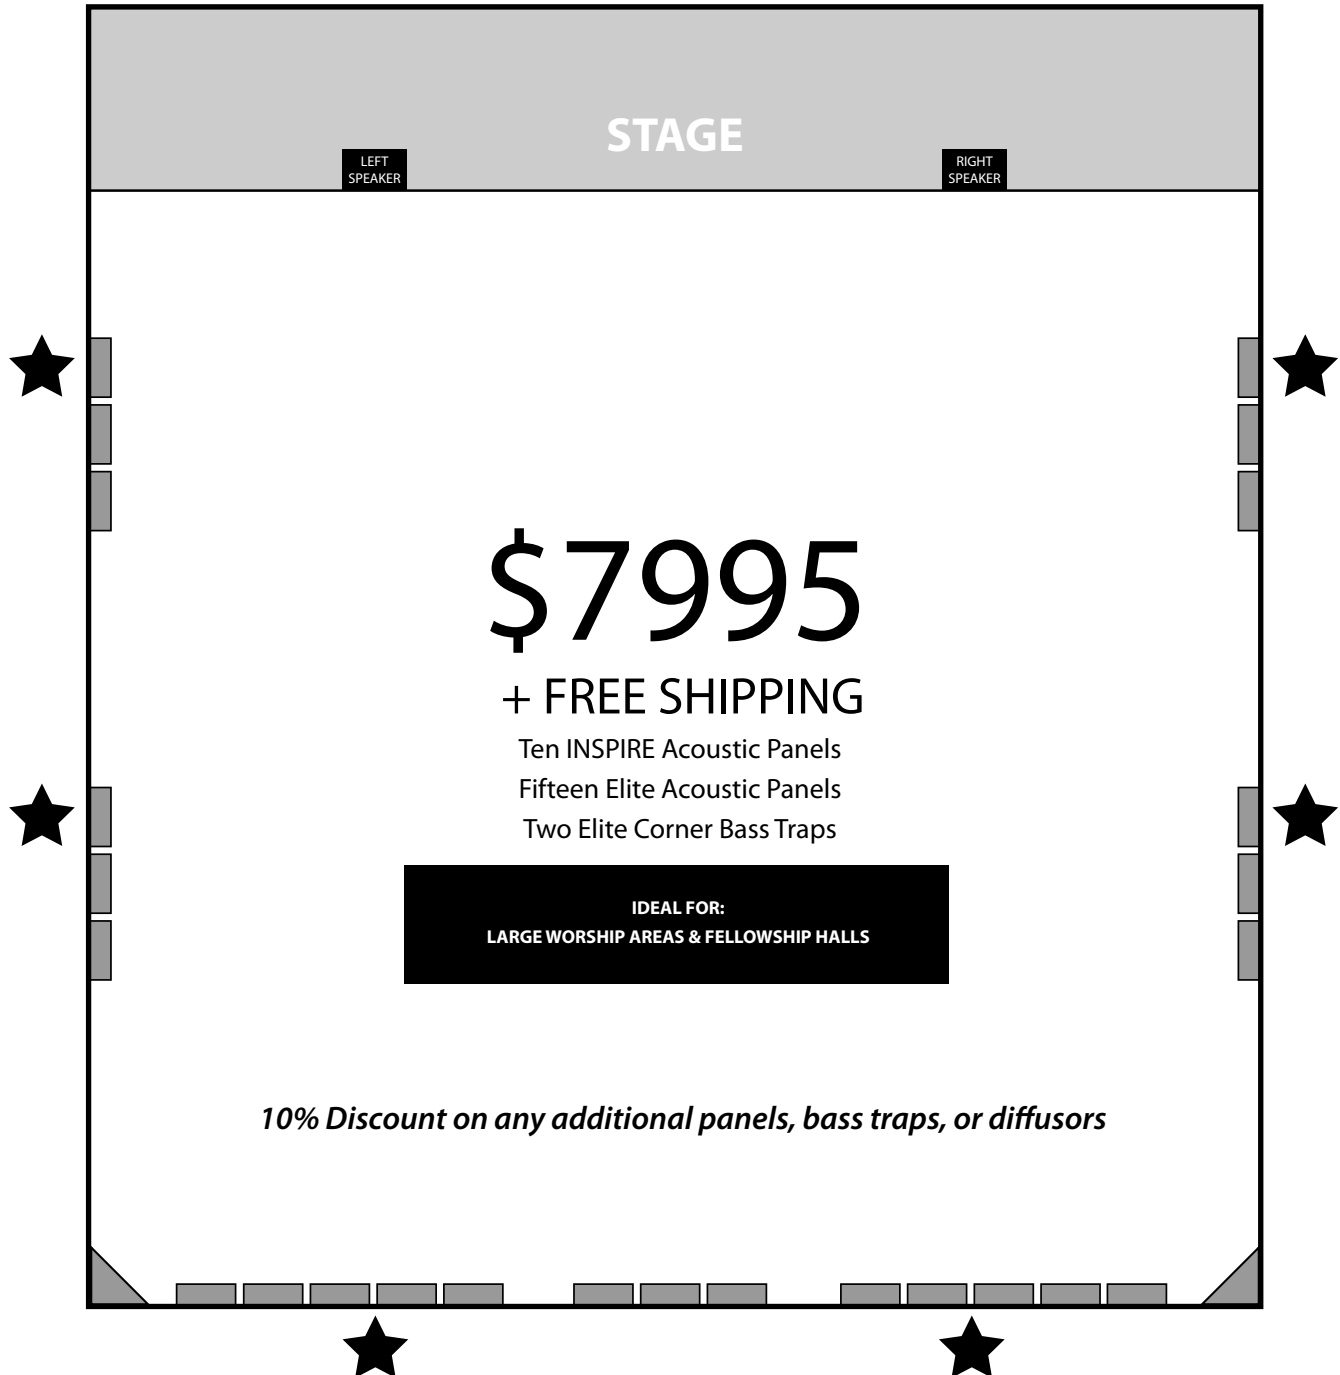 STAGE
LEFT
SPEAKER
RIGHT
SPEAKER
$7995
+ FREE SHIPPING
Ten INSPIRE Acoustic Panels
Fifteen Elite Acoustic Panels
Two Elite Corner Bass Traps
IDEAL FOR:
LARGE WORSHIP AREAS & FELLOWSHIP HALLS
10% Discount on any additional panels, bass traps, or diffusors